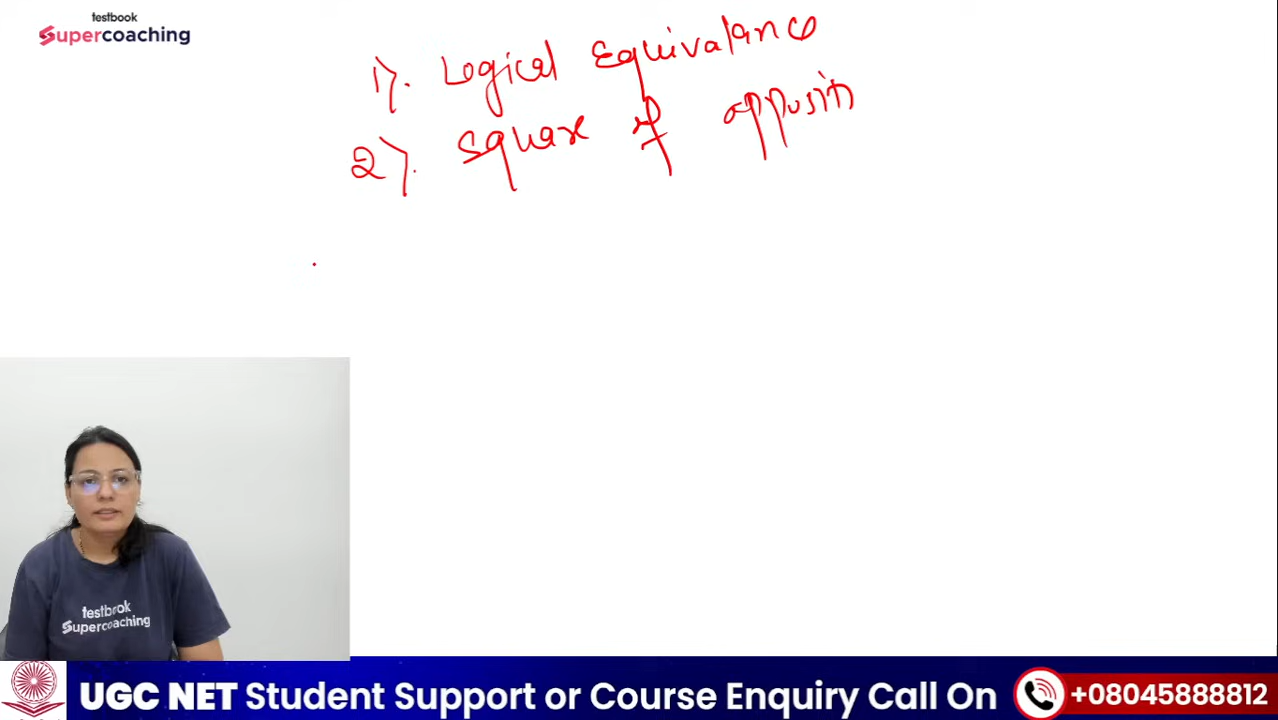 testbook
Supercoaching
1). Logical Equivalance
2). Square of opposit
testbook
Supercoaching
UGC NET Student Support or Course Enquiry Call On +08045888812